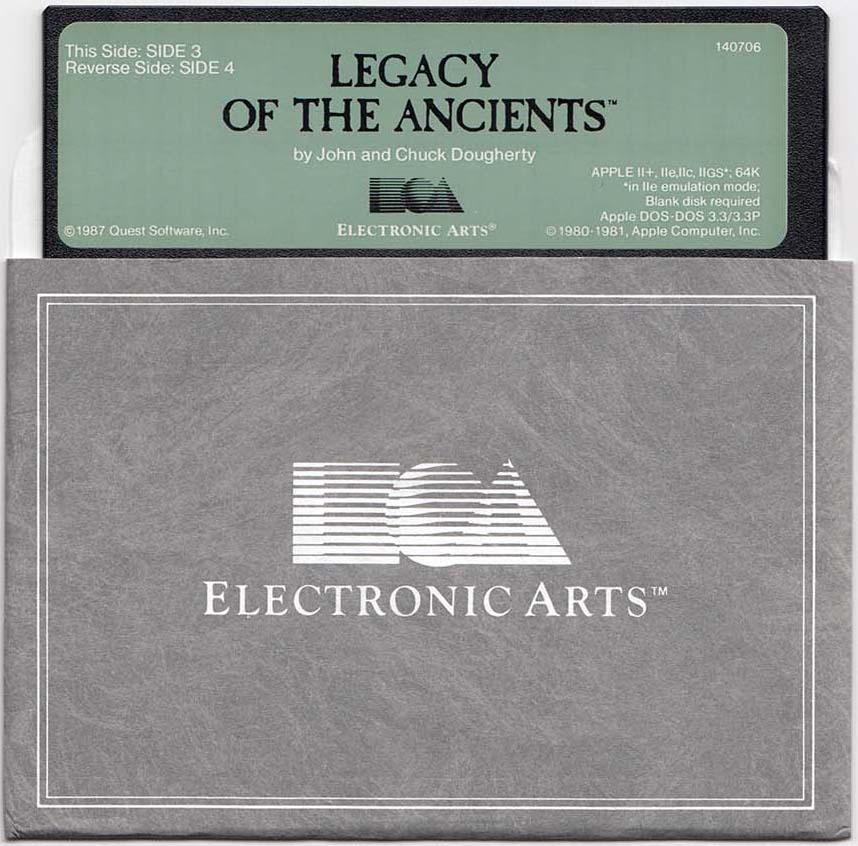 This Side: SIDE 3
Reverse Side: SIDE 4
140706
LEGACY
OF THE ANCIENTS™
by John and Chuck Dougherty
APPLE II+, IIe,IIc, IIGS*; 64K
*in IIe emulation mode;
Blank disk required
Apple DOS-DOS 3.3/3.3P
©1980-1981, Apple Computer, Inc.
EA
ELECTRONIC ARTS®
©1987 Quest Software, Inc.
EA
ELECTRONIC ARTS™